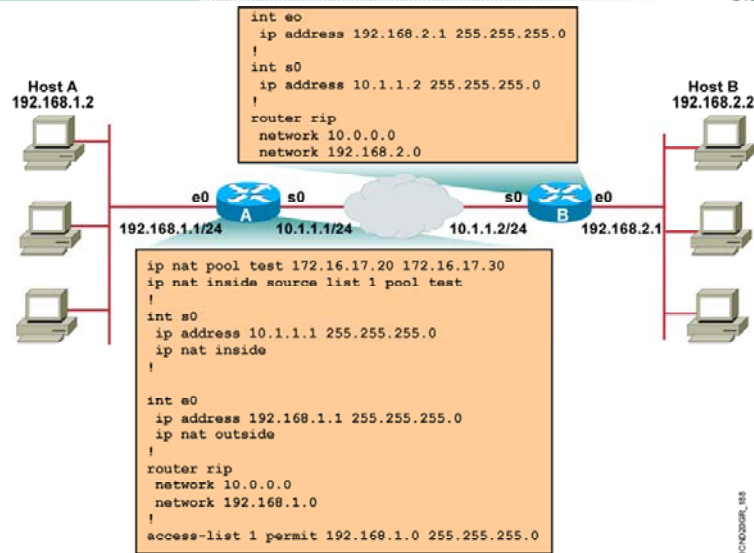 int eo
ip address 192.168.2.1 255.255.255.0
!
int s0
ip address 10.1.1.2 255.255.255.0
!
router rip
network 10.0.0.0
network 192.168.2.0
Host A
192.168.1.2
Host B
192.168.2.2
e0
A
s0
s0
B
e0
192.168.1.1/24
10.1.1.1/24
10.1.1.2/24
192.168.2.1
ip nat pool test 172.16.17.20 172.16.17.30
ip nat inside source list 1 pool test
!
int s0
ip address 10.1.1.1 255.255.255.0
ip nat inside
!
int e0
ip address 192.168.1.1 255.255.255.0
ip nat outside
!
router rip
network 10.0.0.0
network 192.168.1.0
!
access-list 1 permit 192.168.1.0 255.255.255.0